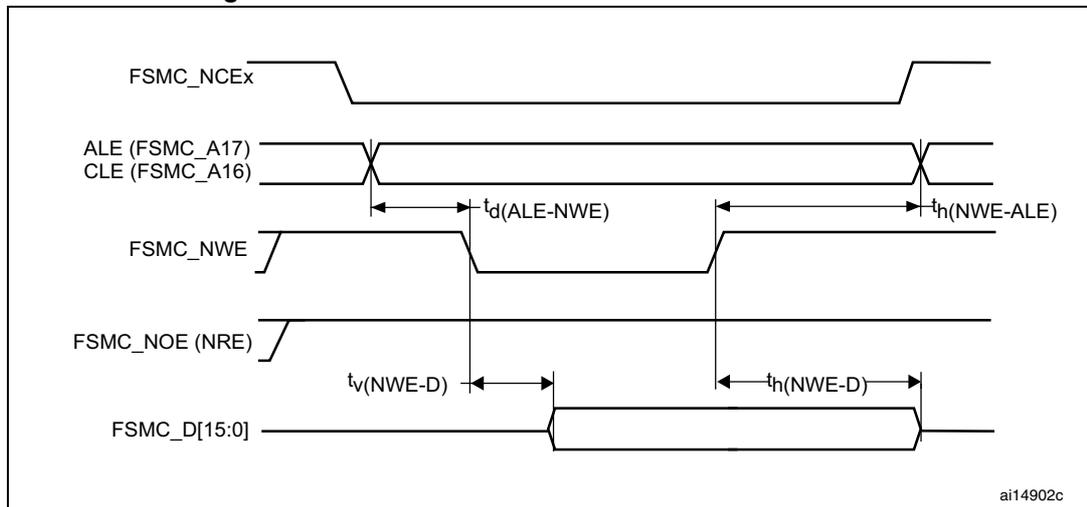 FSMC_NCEx
ALE (FSMC_A17)
CLE (FSMC_A16)
td(ALE-NWE)
th(NWE-ALE)
FSMC_NWE
FSMC_NOE (NRE)
tv(NWE-D)
th(NWE-D)
FSMC_D[15:0]
ai14902c